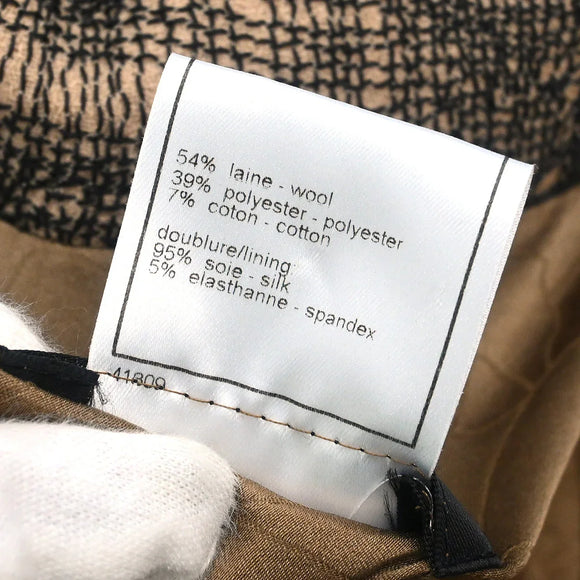 54% laine - wool
39% polyester - polyester
7% coton - cotton
doublure/lining:
95% soie - silk
5% elasthanne - spandex
41809